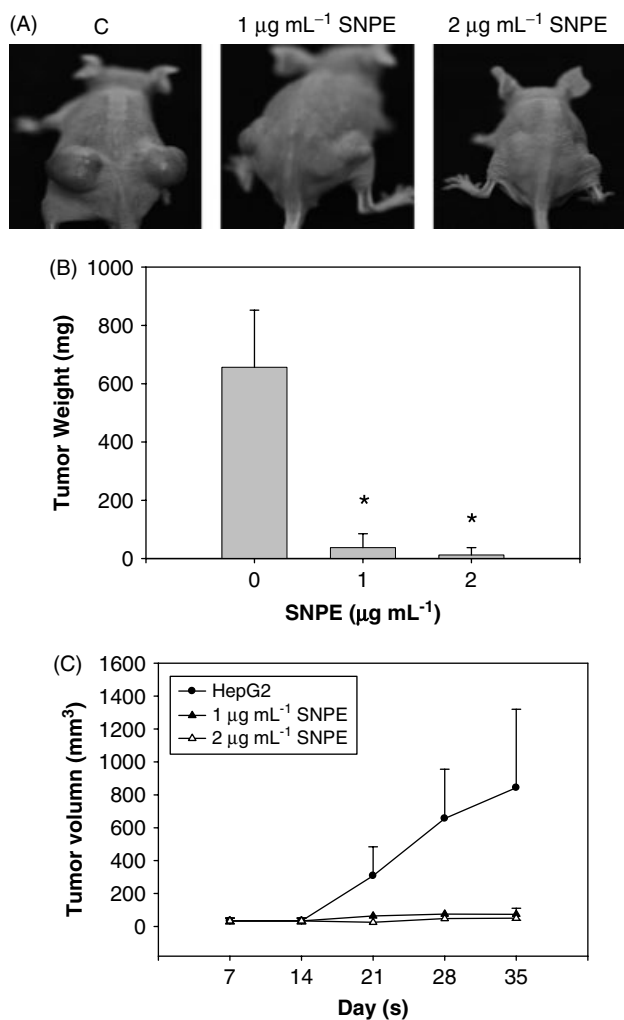 (A)
C
1 μg mL⁻¹ SNPE
2 μg mL⁻¹ SNPE
(B)
1000
800
600
400
200
0
Tumor Weight (mg)
*
*
0 1 2
SNPE (μg mL⁻¹)
(C)
1600
1400
1200
1000
800
600
400
200
0
Tumor volumn (mm³)
HepG2
1 μg mL⁻¹ SNPE
2 μg mL⁻¹ SNPE
7 14 21 28 35
Day (s)